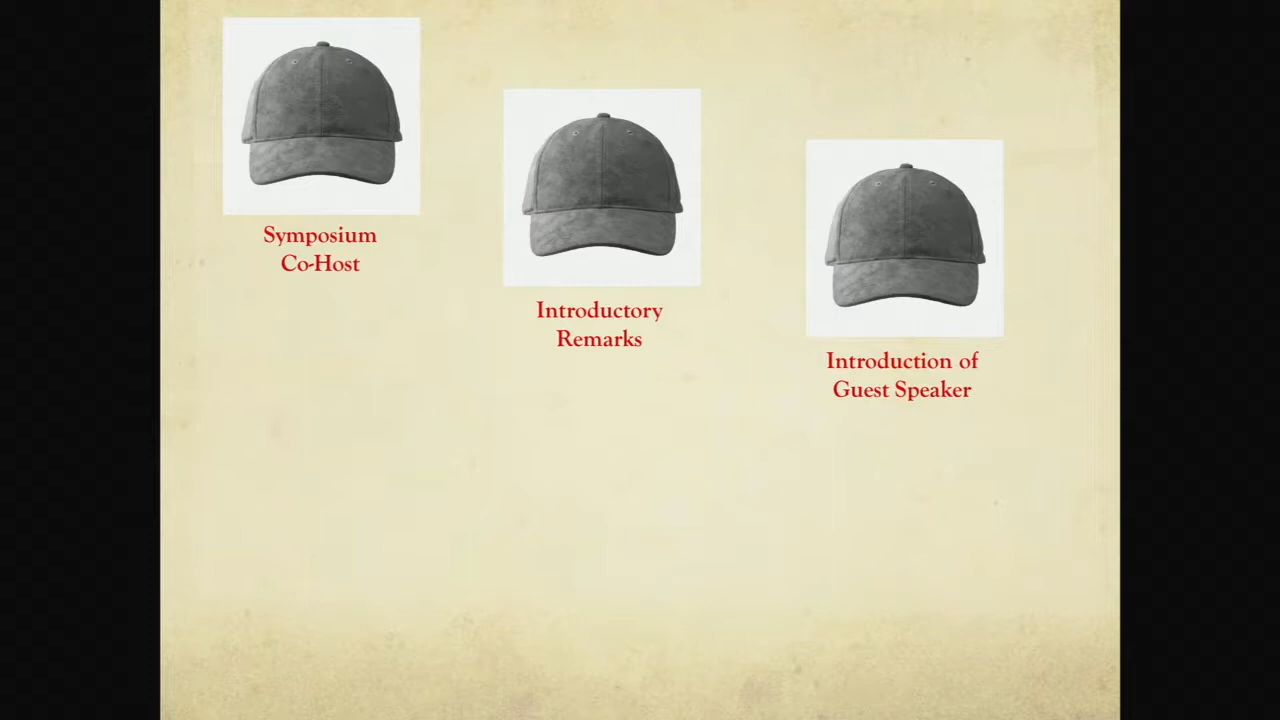 Symposium
Co-Host
Introductory
Remarks
Introduction of
Guest Speaker